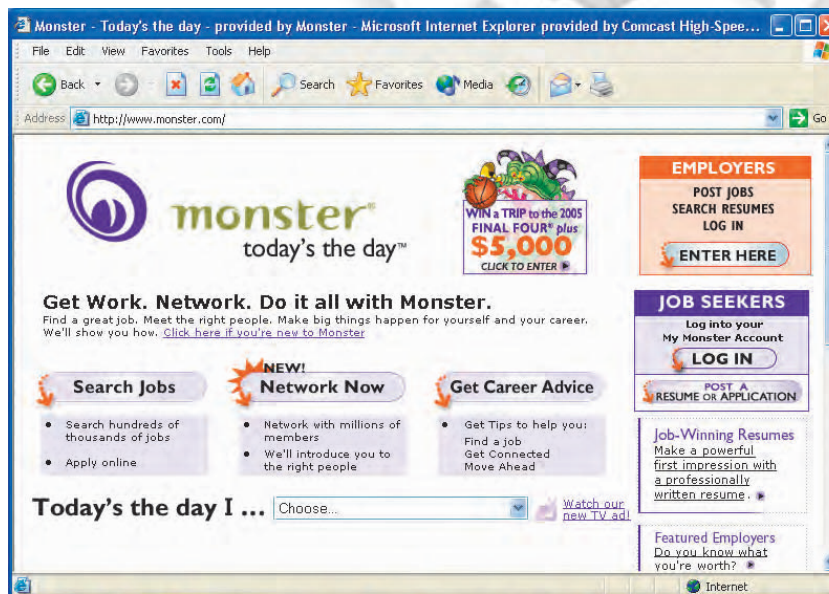 Monster - Today's the day - provided by Monster - Microsoft Internet Explorer provided by Comcast High-Spee...
File Edit View Favorites Tools Help
Back Search Favorites Media
Address http://www.monster.com/ Go
monster®
today's the day™
WIN a TRIP to the 2005
FINAL FOUR® plus
$5,000
CLICK TO ENTER
EMPLOYERS
POST JOBS
SEARCH RESUMES
LOG IN
ENTER HERE
Get Work. Network. Do it all with Monster.
Find a great job. Meet the right people. Make big things happen for yourself and your career.
We'll show you how. Click here if you're new to Monster
JOB SEEKERS
Log into your
My Monster Account
LOG IN
POST A
RESUME OR APPLICATION
Search Jobs
• Search hundreds of
thousands of jobs
• Apply online
NEW!
Network Now
• Network with millions of
members
• We'll introduce you to
the right people
Get Career Advice
• Get Tips to help you:
Find a job
Get Connected
Move Ahead
Job-Winning Resumes
Make a powerful
first impression with
a professionally
written resume.
Today's the day I ... Choose...
Watch our
new TV ad!
Featured Employers
Do you know what
you're worth?
Internet